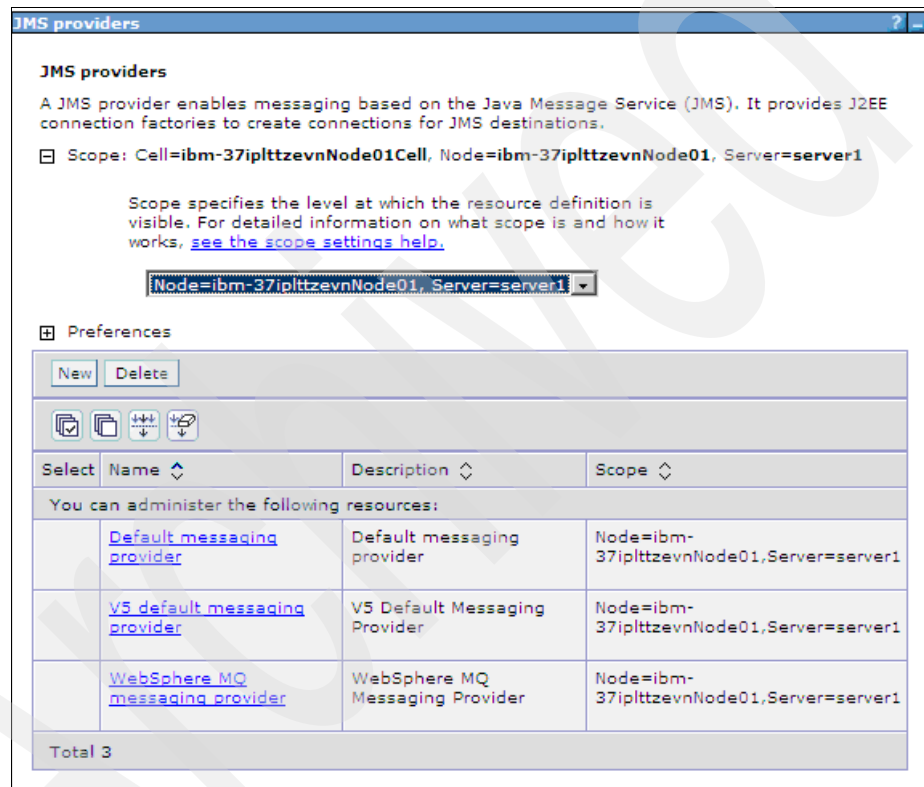 JMS providers ? _
JMS providers
A JMS provider enables messaging based on the Java Message Service (JMS). It provides J2EE
connection factories to create connections for JMS destinations.
Scope: Cell=ibm-37iplttzevnNode01Cell, Node=ibm-37iplttzevnNode01, Server=server1
Scope specifies the level at which the resource definition is
visible. For detailed information on what scope is and how it
works, see the scope settings help.
Node=ibm-37iplttzevnNode01, Server=server1
Preferences
New Delete
Select Name Description Scope
You can administer the following resources:
Default messaging Default messaging Node=ibm-
provider provider 37iplttzevnNode01,Server=server1
V5 default messaging V5 Default Messaging Node=ibm-
provider Provider 37iplttzevnNode01,Server=server1
WebSphere MQ WebSphere MQ Node=ibm-
messaging provider Messaging Provider 37iplttzevnNode01,Server=server1
Total 3